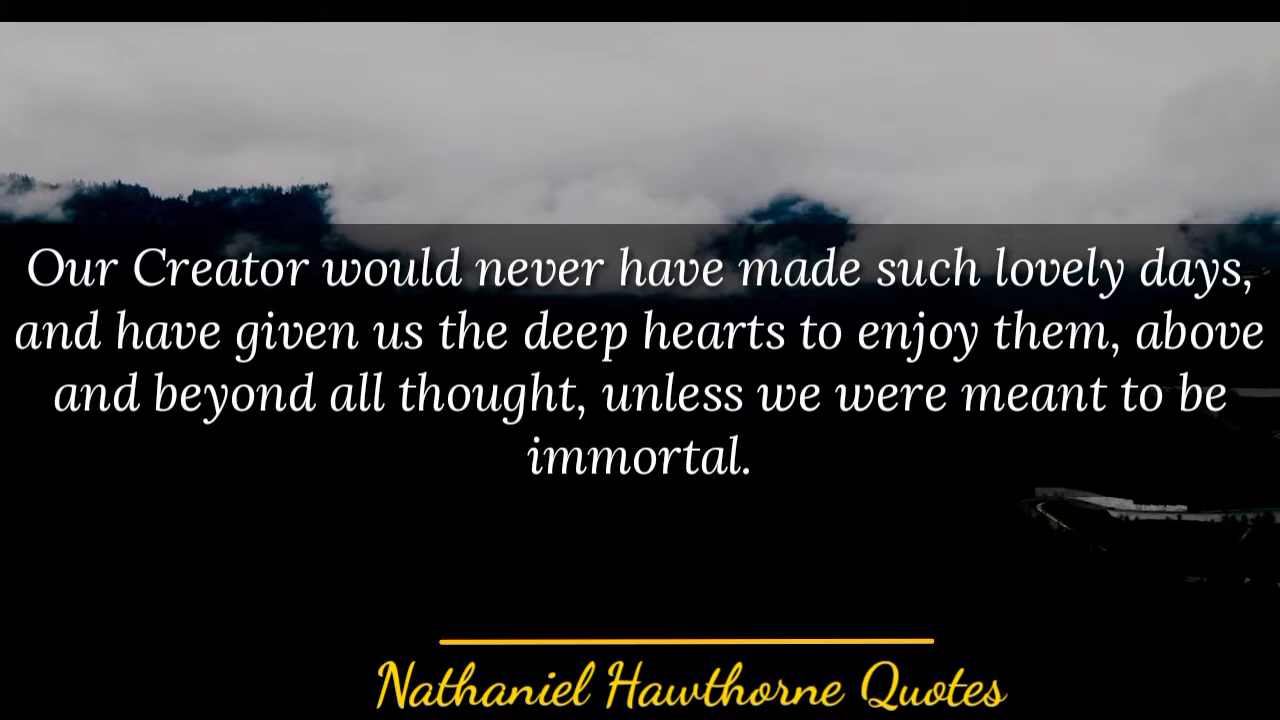 Our Creator would never have made such lovely days,
and have given us the deep hearts to enjoy them, above
and beyond all thought, unless we were meant to be
immortal.
Nathaniel Hawthorne Quotes